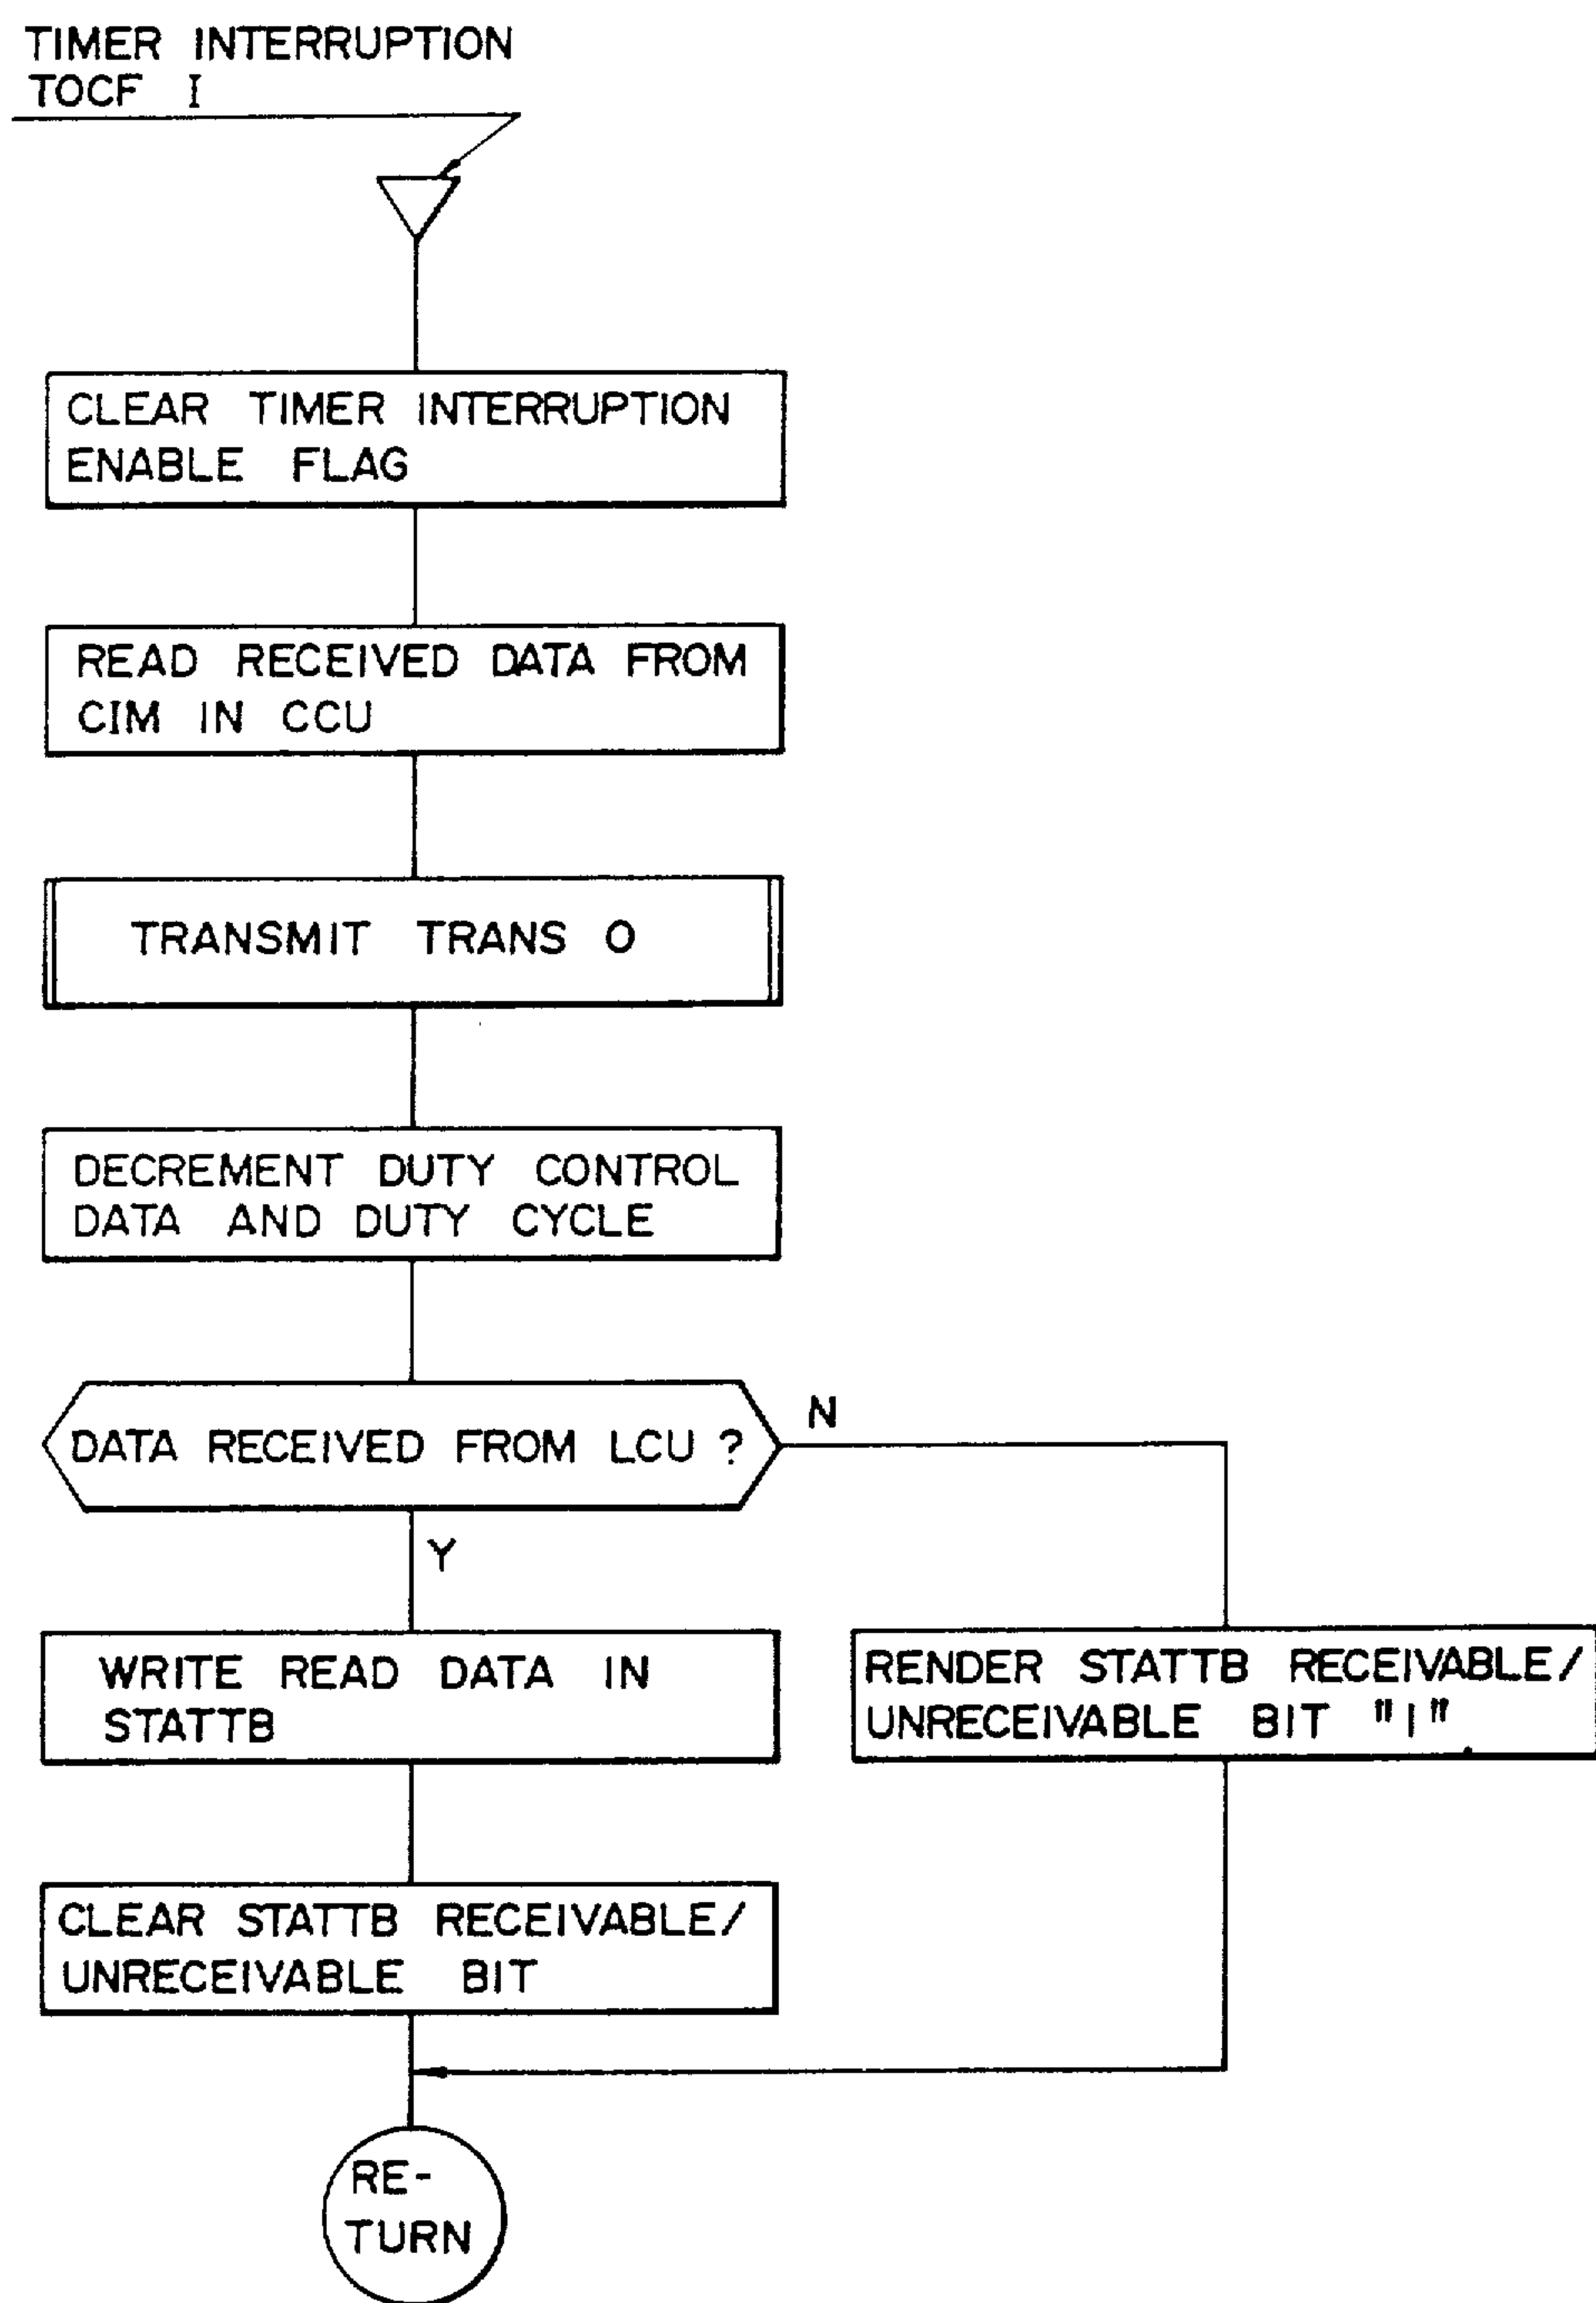 TIMER INTERRUPTION
TOCF I
CLEAR TIMER INTERRUPTION
ENABLE FLAG
READ RECEIVED DATA FROM
CIM IN CCU
TRANSMIT TRANS O
DECREMENT DUTY CONTROL
DATA AND DUTY CYCLE
DATA RECEIVED FROM LCU ?
N
Y
WRITE READ DATA IN
STATTB
RENDER STATTB RECEIVABLE/
UNRECEIVABLE BIT "1"
CLEAR STATTB RECEIVABLE/
UNRECEIVABLE BIT
RE-
TURN